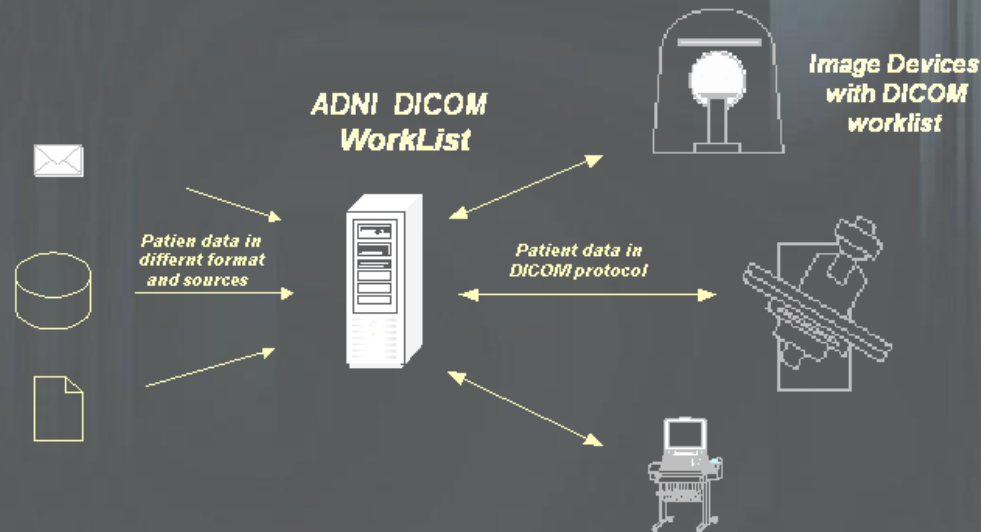 ADNI DICOM
WorkList
Image Devices
with DICOM
worklist
Patien data in
differnt format
and sources
Patient data in
DICOM protocol